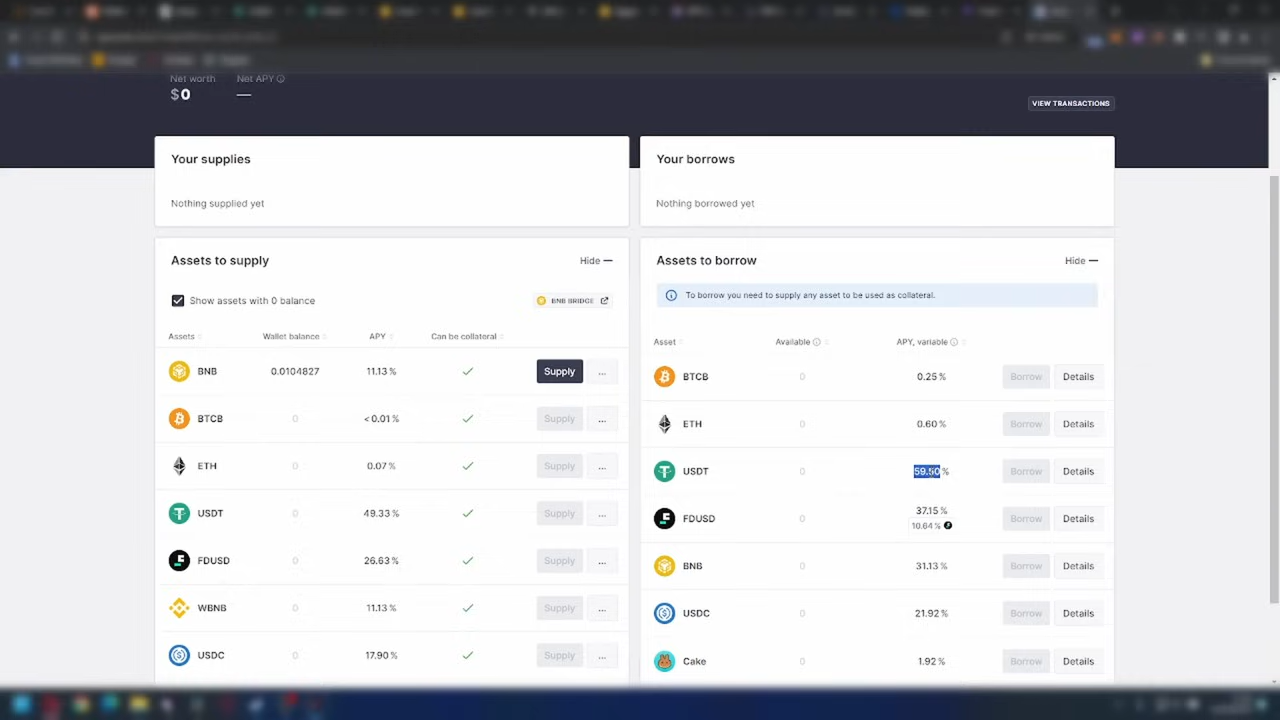 Net worth Net APY
$0 —
VIEW TRANSACTIONS
Your supplies
Nothing supplied yet
Your borrows
Nothing borrowed yet
Assets to supply
Hide —
Show assets with 0 balance
BNB BRIDGE
Assets Wallet balance APY Can be collateral
BNB 0.0104827 11.13 % Supply ...
BTCB 0 <0.01 % Supply ...
ETH 0 0.07 % Supply ...
USDT 0 49.33 % Supply ...
FDUSD 0 26.63 % Supply ...
WBNB 0 11.13 % Supply ...
USDC 0 17.90 % Supply ...
Assets to borrow
Hide —
To borrow you need to supply any asset to be used as collateral.
Asset Available APY, variable
BTCB 0 0.25 % Borrow Details
ETH 0 0.60 % Borrow Details
USDT 0 59.50 % Borrow Details
FDUSD 0 37.15 % Borrow Details
10.64 %
BNB 0 31.13 % Borrow Details
USDC 0 21.92 % Borrow Details
Cake 0 1.92 % Borrow Details